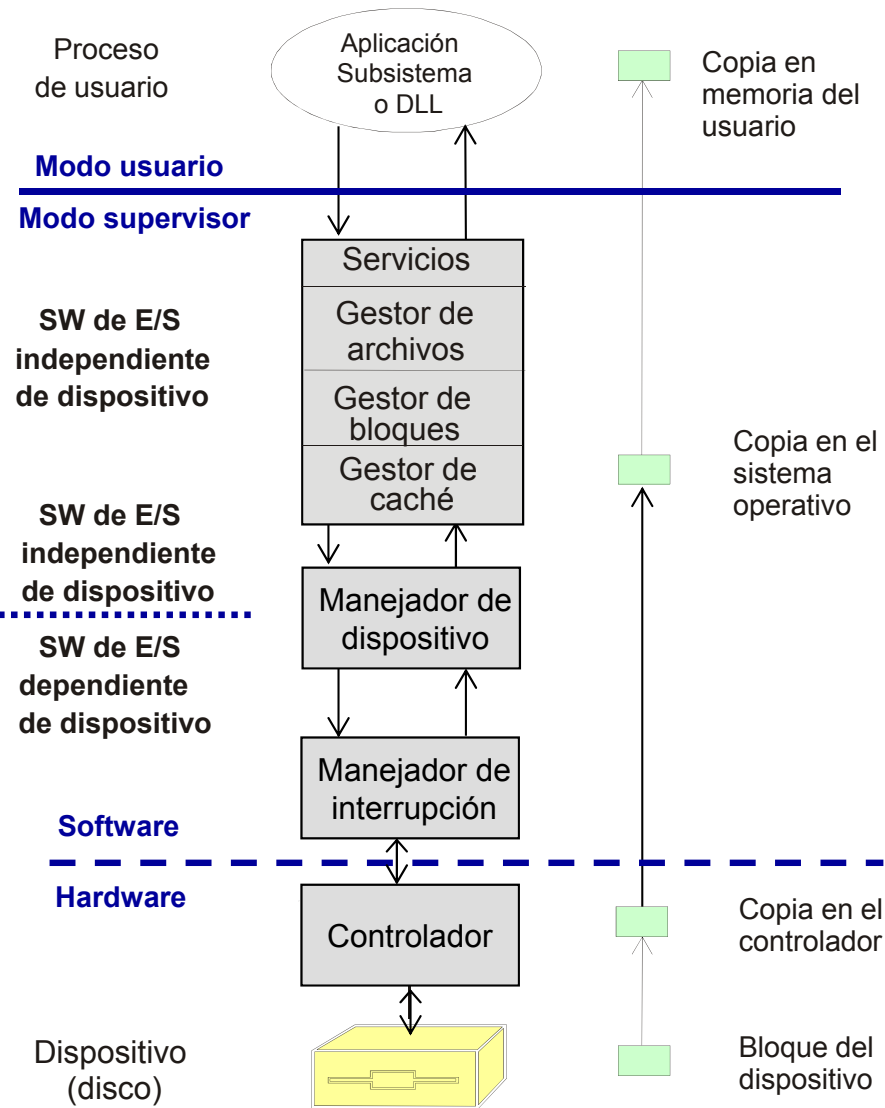 Proceso
de usuario
Aplicación
Subsistema
o DLL
Copia en
memoria del
usuario
Modo usuario
Modo supervisor
Servicios
Gestor de
archivos
Gestor de
bloques
Gestor de
caché
SW de E/S
independiente
de dispositivo
Copia en el
sistema
operativo
SW de E/S
independiente
de dispositivo
Manejador de
dispositivo
SW de E/S
dependiente
de dispositivo
Manejador de
interrupción
Software
Hardware
Controlador
Copia en el
controlador
Dispositivo
(disco)
Bloque del
dispositivo